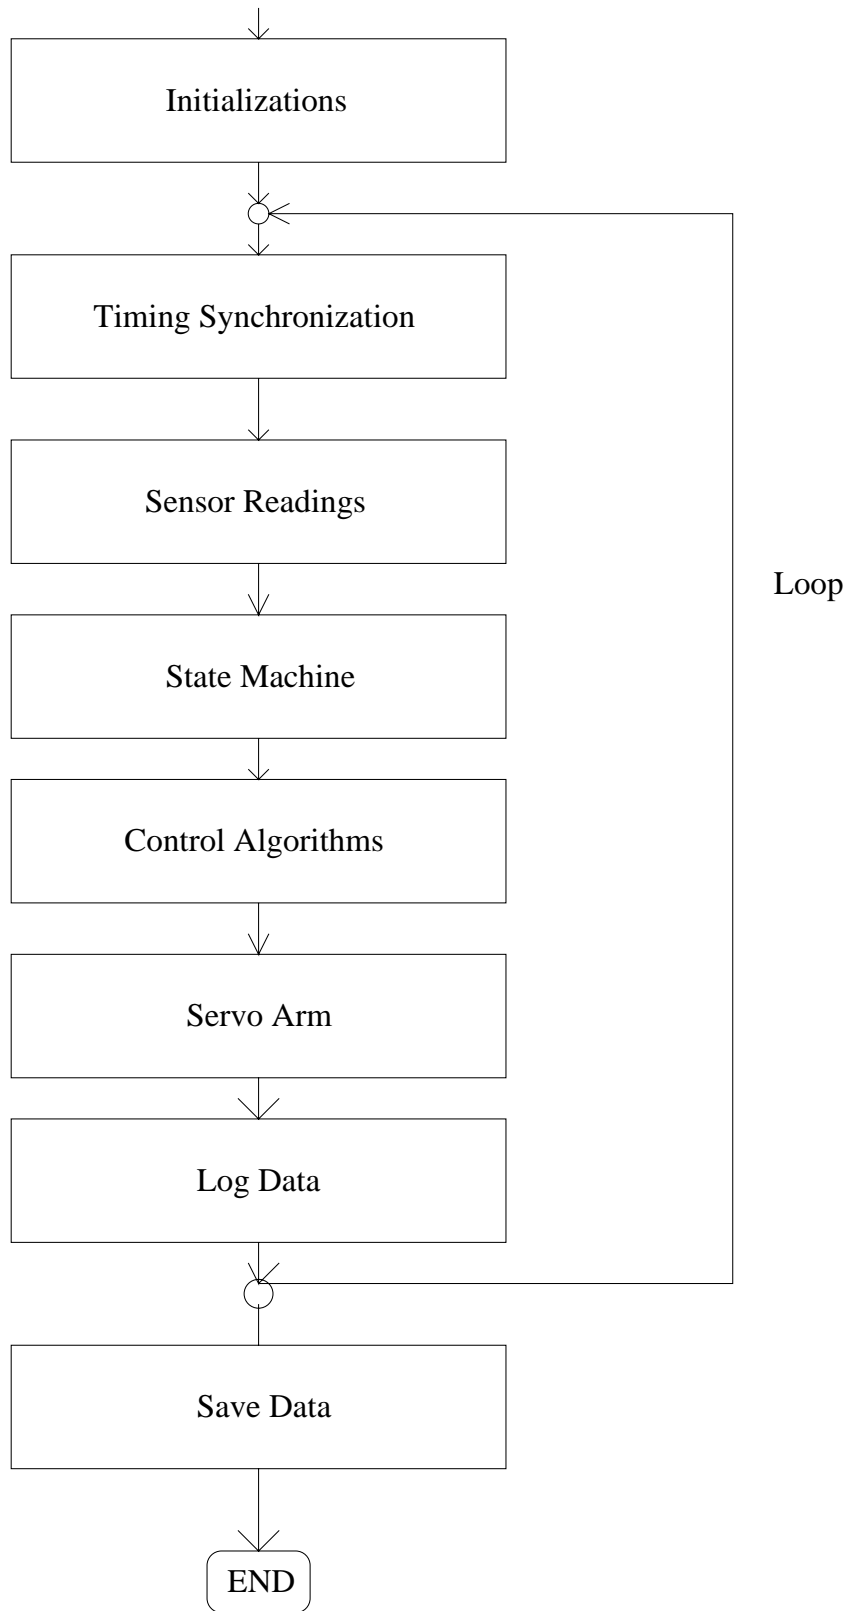 Initializations
Timing Synchronization
Sensor Readings
Loop
State Machine
Control Algorithms
Servo Arm
Log Data
Save Data
END